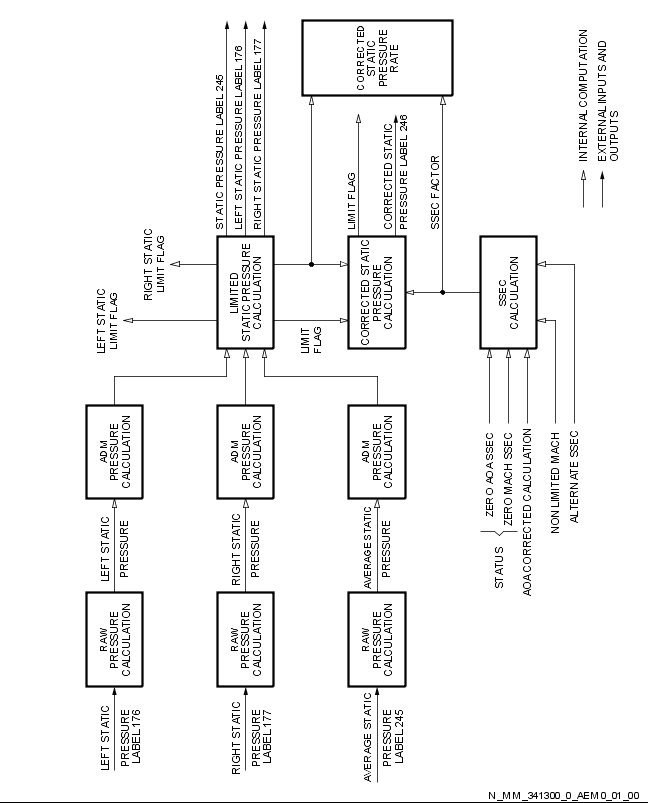 LEFT STATIC
PRESSURE
LABEL 176
RAW
PRESSURE
CALCULATION
LEFT STATIC
PRESSURE
ADM
PRESSURE
CALCULATION
RIGHT STATIC
PRESSURE
LABEL 177
RAW
PRESSURE
CALCULATION
RIGHT STATIC
PRESSURE
ADM
PRESSURE
CALCULATION
AVERAGE STATIC
PRESSURE
LABEL 245
RAW
PRESSURE
CALCULATION
AVERAGE STATIC
PRESSURE
ADM
PRESSURE
CALCULATION
LEFT STATIC
LIMIT FLAG
RIGHT STATIC
LIMIT FLAG
LIMITED
STATIC PRESSURE
CALCULATION
STATIC PRESSURE LABEL 245
LEFT STATIC PRESSURE LABEL 176
RIGHT STATIC PRESSURE LABEL 177
LIMIT
FLAG
CORRECTED STATIC
PRESSURE
CALCULATION
LIMIT FLAG
CORRECTED STATIC
PRESSURE LABEL 246
CORRECTED
STATIC
PRESSURE
RATE
SSEC FACTOR
SSEC
CALCULATION
STATUS
ZERO AOA SSEC
ZERO MACH SSEC
AOA CORRECTED CALCULATION
NON LIMITED MACH
ALTERNATE SSEC
INTERNAL COMPUTATION
EXTERNAL INPUTS AND
OUTPUTS
N_MM_341300_0_AEM0_01_00